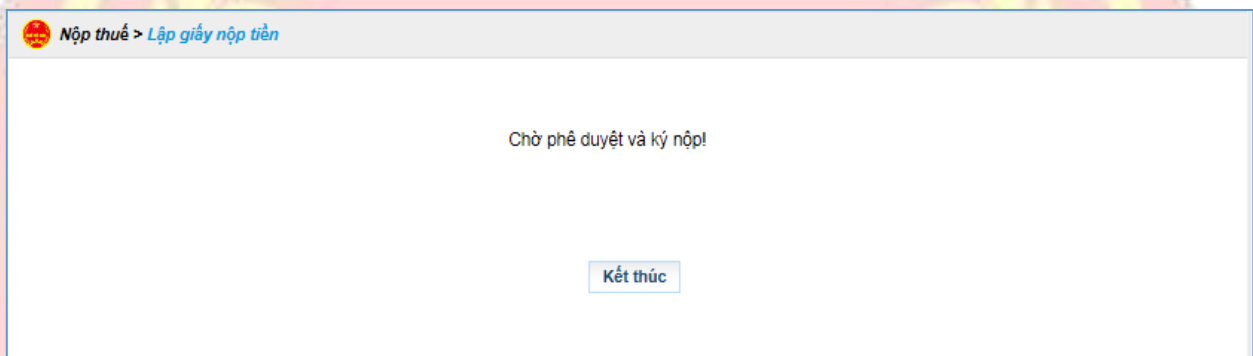 Nộp thuế > Lập giấy nộp tiền
Chờ phê duyệt và ký nộp!
Kết thúc